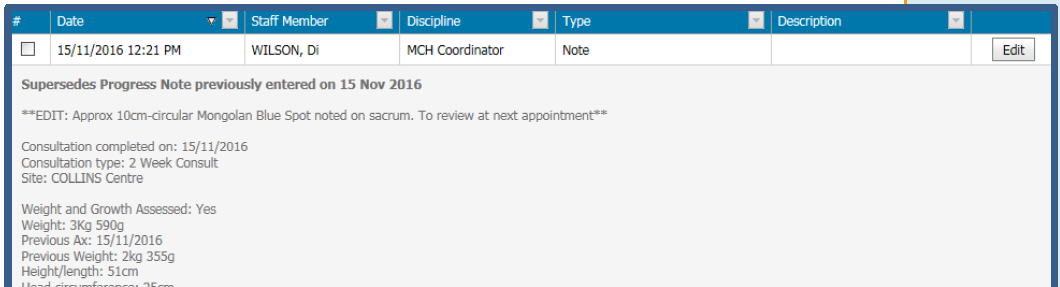 # Date Staff Member Discipline Type Description
15/11/2016 12:21 PM WILSON, Di MCH Coordinator Note Edit
Supersedes Progress Note previously entered on 15 Nov 2016
**EDIT: Approx 10cm-circular Mongolan Blue Spot noted on sacrum. To review at next appointment**
Consultation completed on: 15/11/2016
Consultation type: 2 Week Consult
Site: COLLINS Centre
Weight and Growth Assessed: Yes
Weight: 3Kg 590g
Previous Ax: 15/11/2016
Previous Weight: 2kg 355g
Height/length: 51cm
Head circumference: 25cm